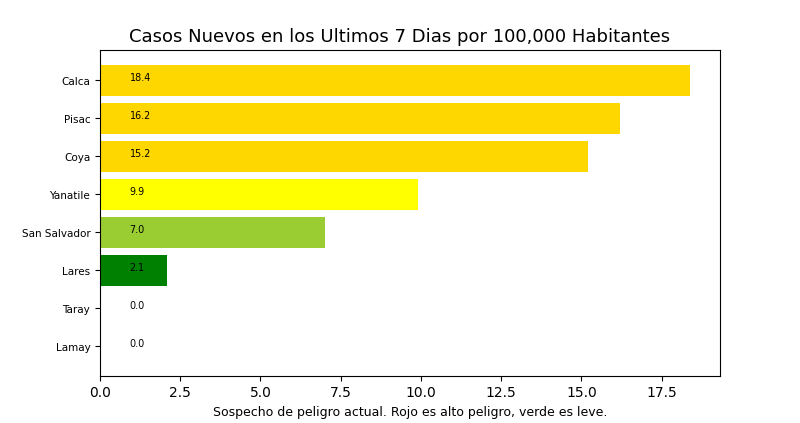 Casos Nuevos en los Ultimos 7 Dias por 100,000 Habitantes
Calca 18.4
Pisac 16.2
Coya 15.2
Yanatile 9.9
San Salvador 7.0
Lares 2.1
Taray 0.0
Lamay 0.0
0.0 2.5 5.0 7.5 10.0 12.5 15.0 17.5
Sospecho de peligro actual. Rojo es alto peligro, verde es leve.